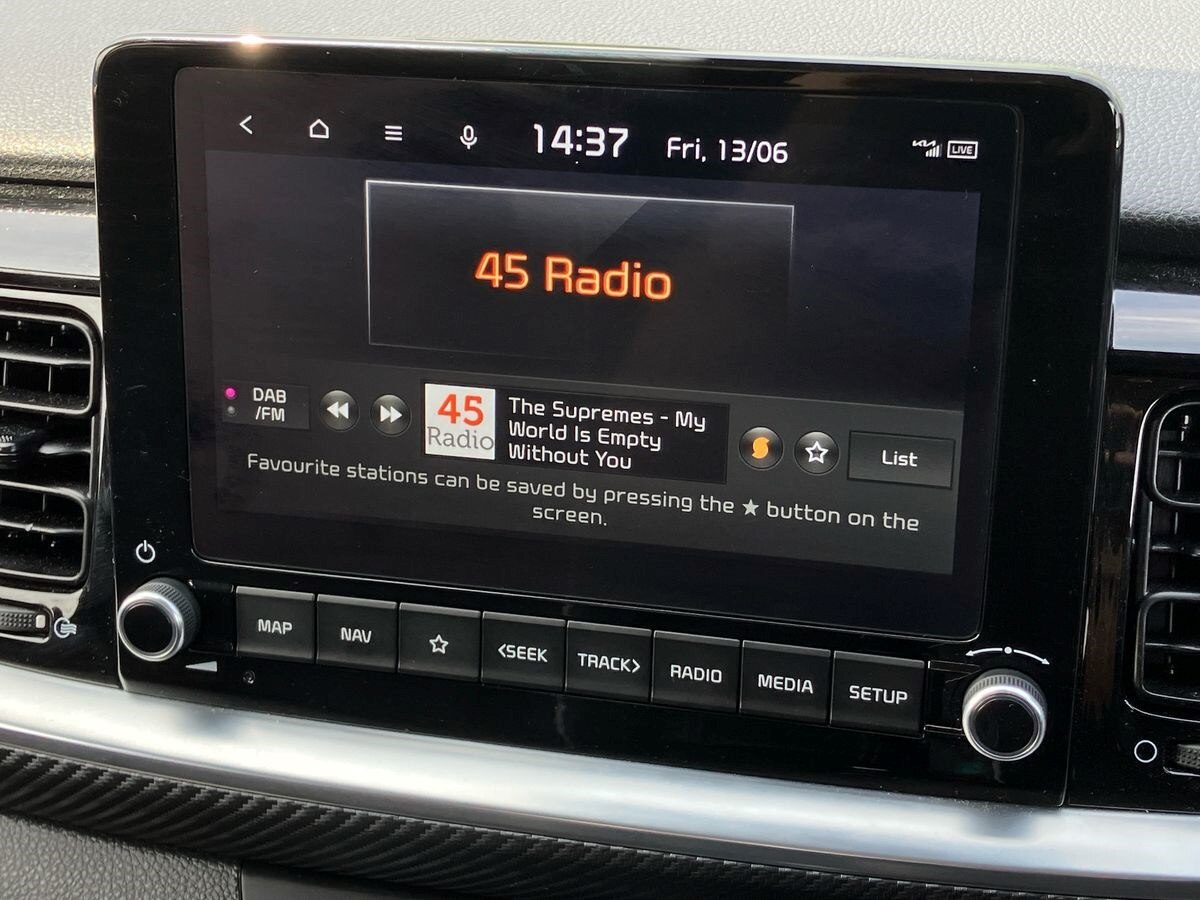 14:37 Fri, 13/06 LIVE
45 Radio
DAB
/FM
45
Radio
The Supremes - My
World Is Empty
Without You
List
Favourite stations can be saved by pressing the ★ button on the
screen.
MAP NAV <SEEK TRACK> RADIO MEDIA SETUP